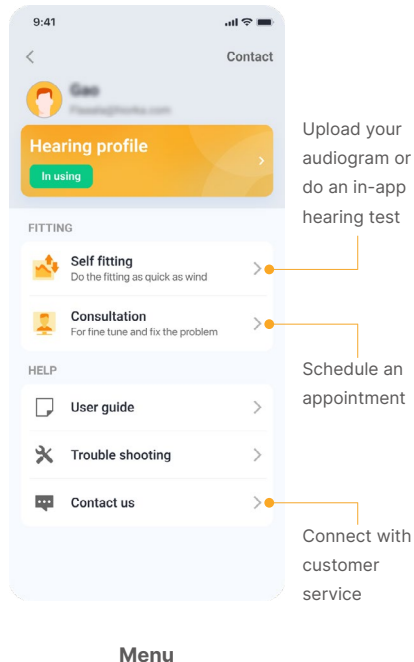 9:41
Contact
Gao
Hearing profile
In using
FITTING
Self fitting
Do the fitting as quick as wind
Consultation
For fine tune and fix the problem
HELP
User guide
Trouble shooting
Contact us
Upload your
audiogram or
do an in-app
hearing test
Schedule an
appointment
Connect with
customer
service
Menu